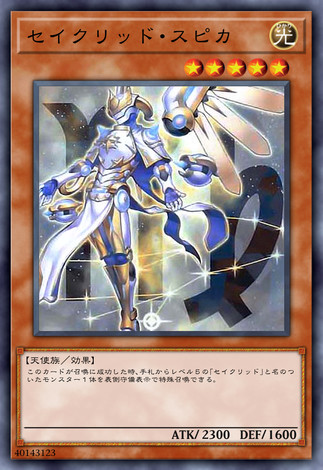 セイクリッド・スピカ
光
【天使族／効果】
このカードが召喚に成功した時、手札からレベル５の「セイクリッド」と名のつ
いたモンスター１体を表側守備表示で特殊召喚できる。
ATK/2300 DEF/1600
40143123